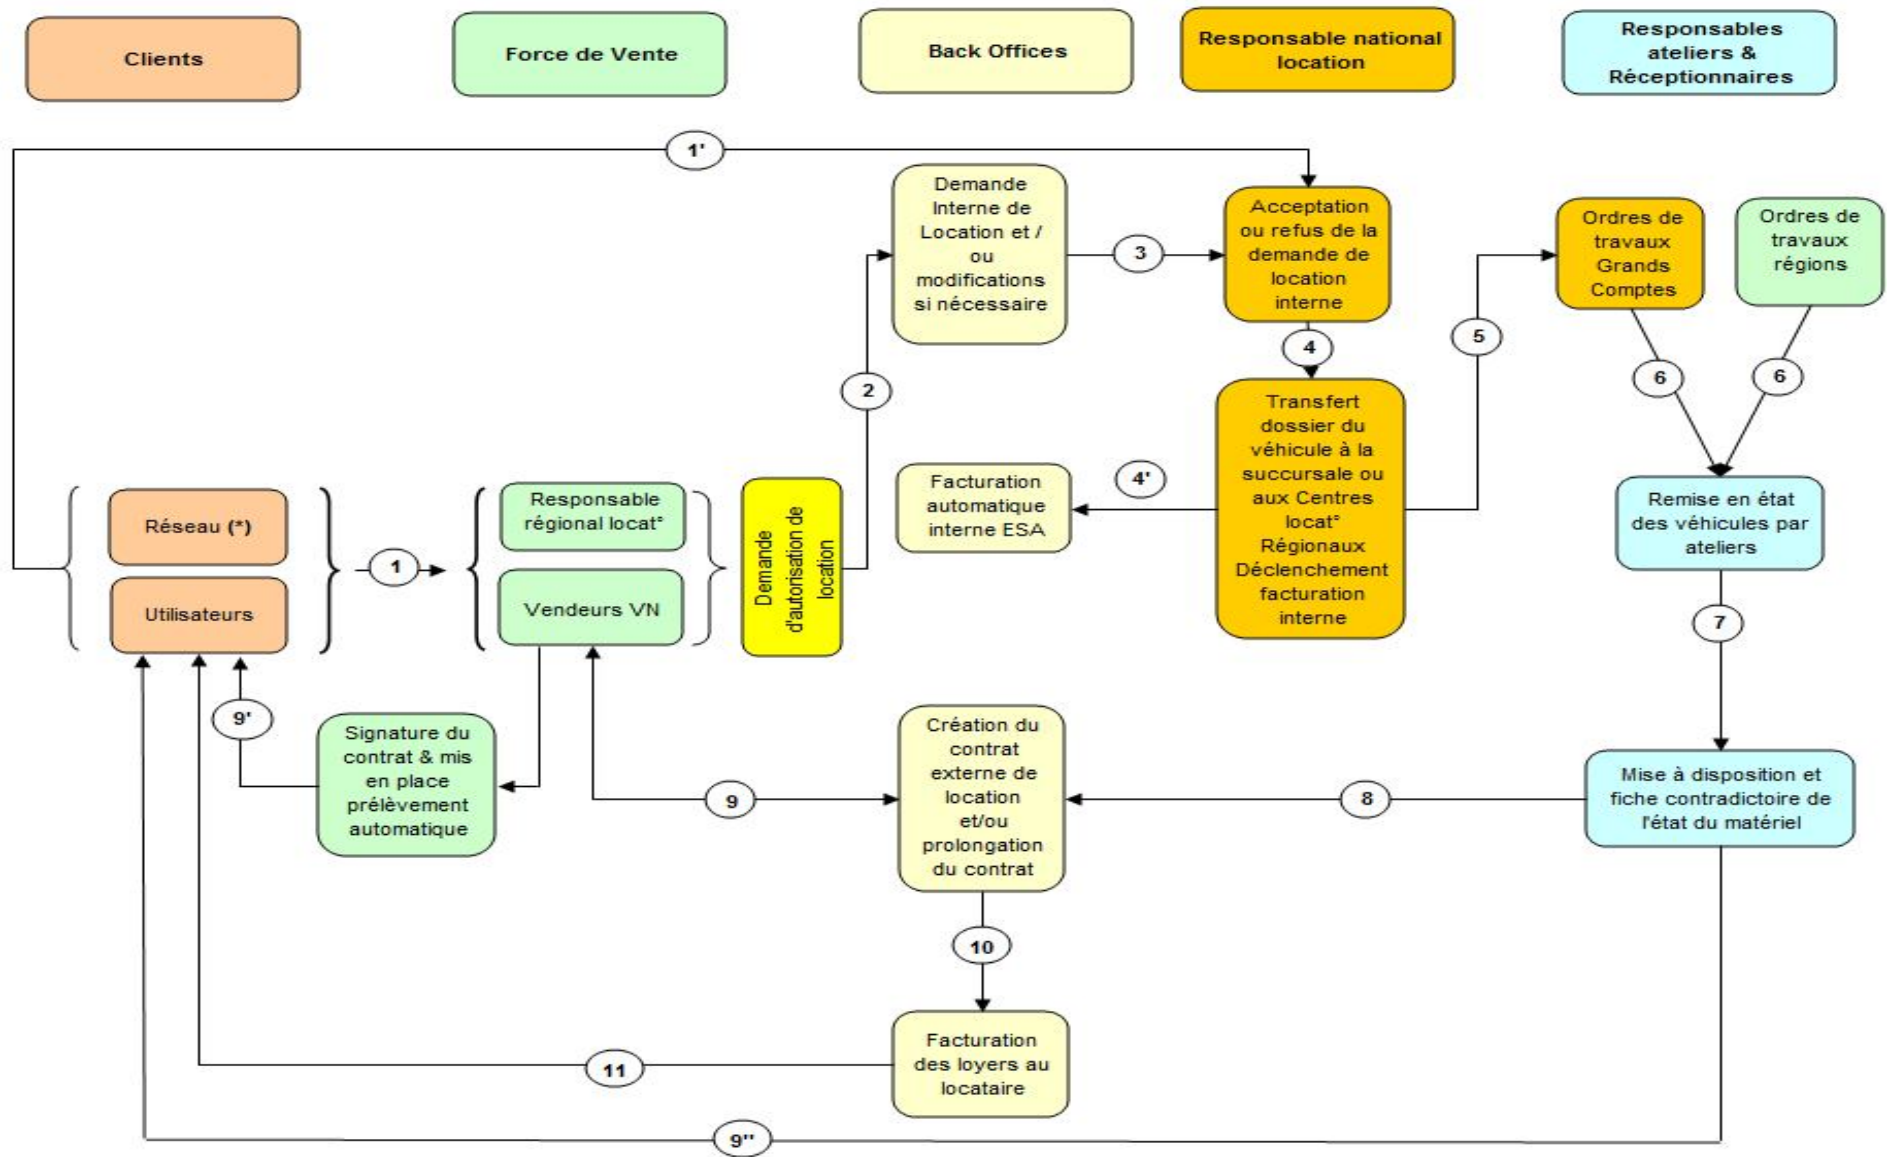 Clients
Force de Vente
Back Offices
Responsable national
location
Responsables
ateliers &
Réceptionnaires
1'
Demande
Interne de
Location et /
ou
modifications
si nécessaire
3
Acceptation
ou refus de la
demande de
location
interne
Ordres de
travaux
Grands
Comptes
Ordres de
travaux
régions
4
5
6
6
2
Transfert
dossier du
véhicule à la
succursale ou
aux Centres
locat°
Régionaux
Déclenchement
facturation
interne
4'
Facturation
automatique
interne ESA
Remise en état
des véhicules par
ateliers
Réseau (*)
Utilisateurs
1
Responsable
régional locat°
Vendeurs VN
Demande
d'autorisation de
location
7
9'
Signature du
contrat & mis
en place
prélèvement
automatique
9
Création du
contrat
externe de
location
et/ou
prolongation
du contrat
8
Mise à disposition et
fiche contradictoire de
l'état du matériel
10
Facturation
des loyers au
locataire
11
9''